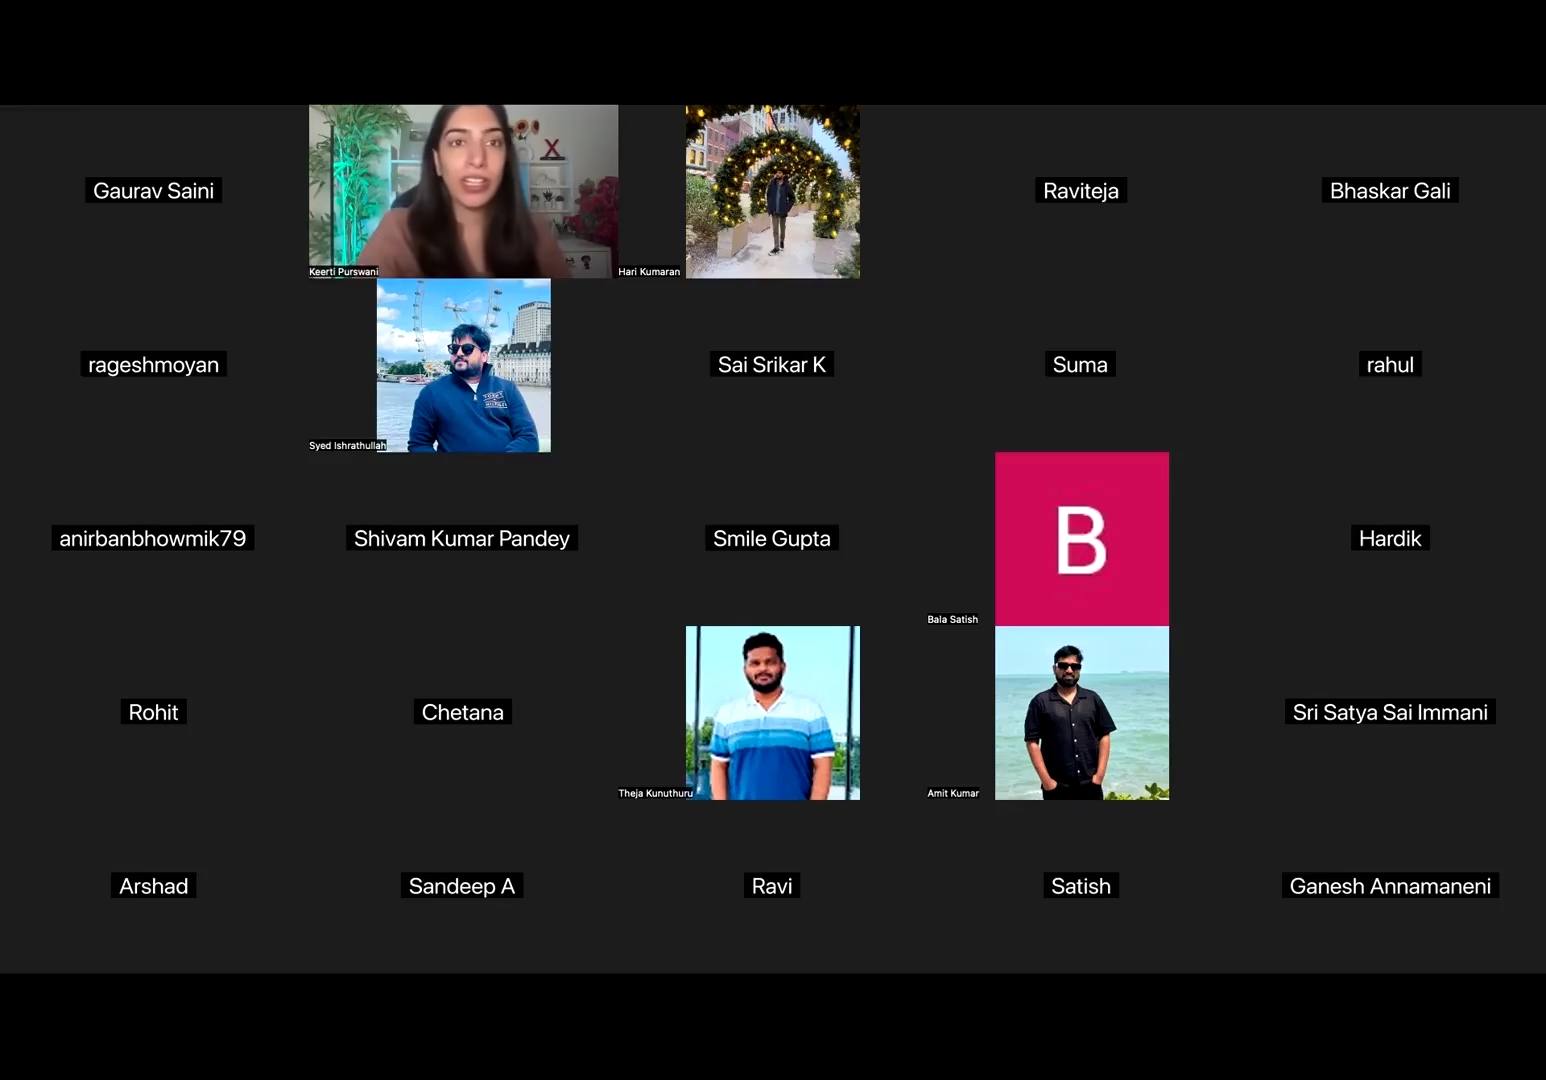 Gaurav Saini
Keerti Purswani
Hari Kumaran
Raviteja
Bhaskar Gali
rageshmoyan
Syed Ishrathullah
Sai Srikar K
Suma
rahul
anirbanbhowmik79
Shivam Kumar Pandey
Smile Gupta
B
Bala Satish
Hardik
Rohit
Chetana
Theja Kunuthuru
Amit Kumar
Sri Satya Sai Immani
Arshad
Sandeep A
Ravi
Satish
Ganesh Annamaneni